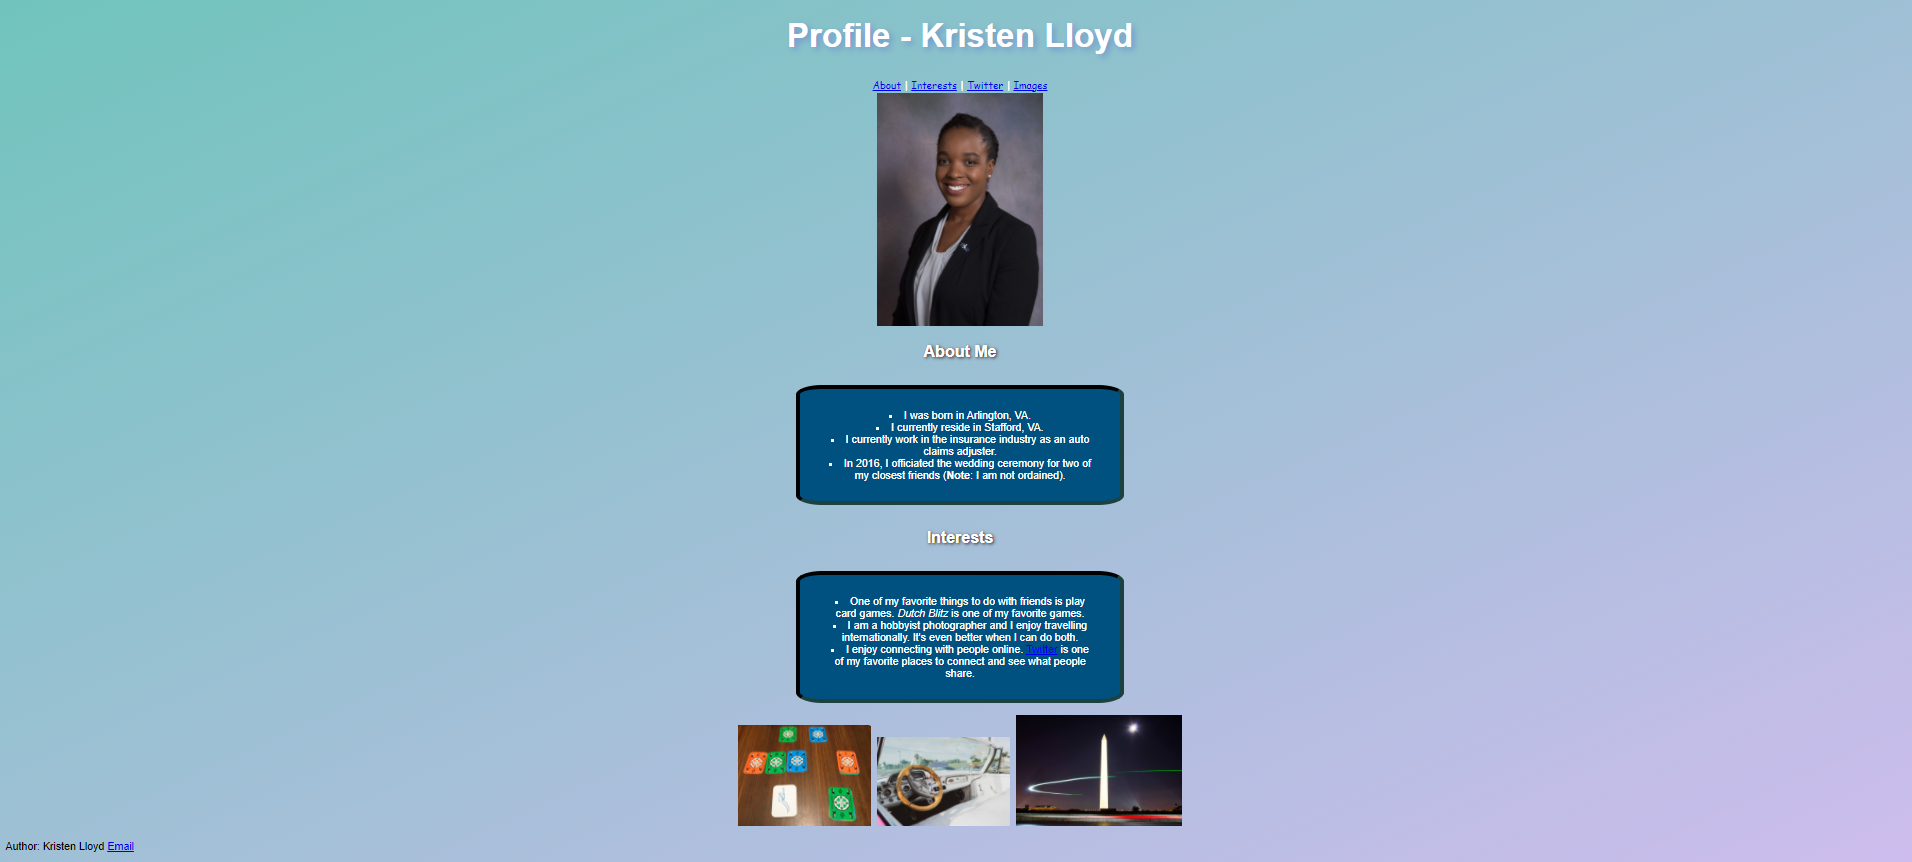 Profile - Kristen Lloyd
About | Interests | Twitter | Images
About Me
▪ I was born in Arlington, VA.
▪ I currently reside in Stafford, VA.
▪ I currently work in the insurance industry as an auto
claims adjuster.
▪ In 2016, I officiated the wedding ceremony for two of
my closest friends (Note: I am not ordained).
Interests
▪ One of my favorite things to do with friends is play
card games. Dutch Blitz is one of my favorite games.
▪ I am a hobbyist photographer and I enjoy travelling
internationally. It's even better when I can do both.
▪ I enjoy connecting with people online. Twitter is one
of my favorite places to connect and see what people
share.
Author: Kristen Lloyd Email